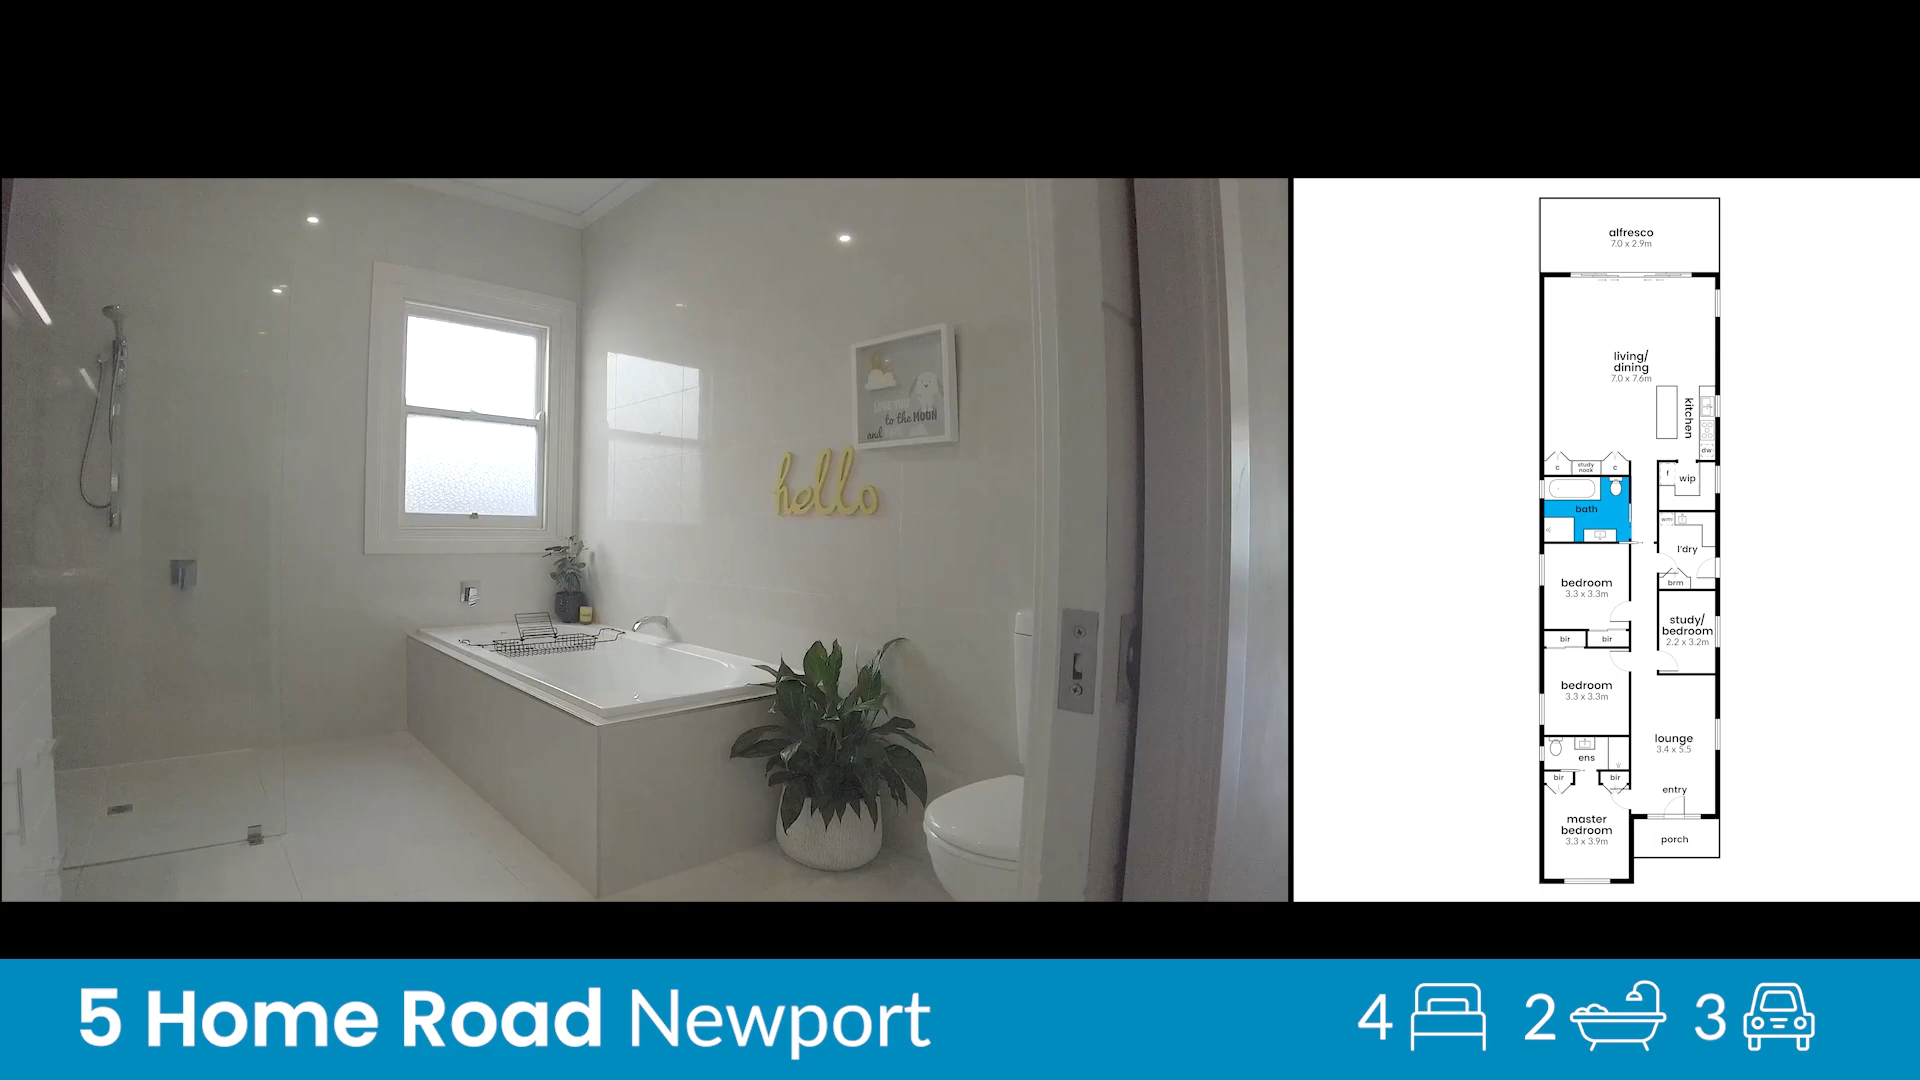 to the MOON
and
hello
alfresco
7.0 x 2.9m
living/
dining
7.0 x 7.6m
kitchen
dw
c
study
nook
c
f
wip
bath
wm
l'dry
brm
bedroom
3.3 x 3.3m
study/
bedroom
2.2 x 3.2m
bir
bir
bedroom
3.3 x 3.3m
lounge
3.4 x 5.5
ens
bir
bir
entry
master
bedroom
3.3 x 3.9m
porch
5 Home Road Newport
4
2
3